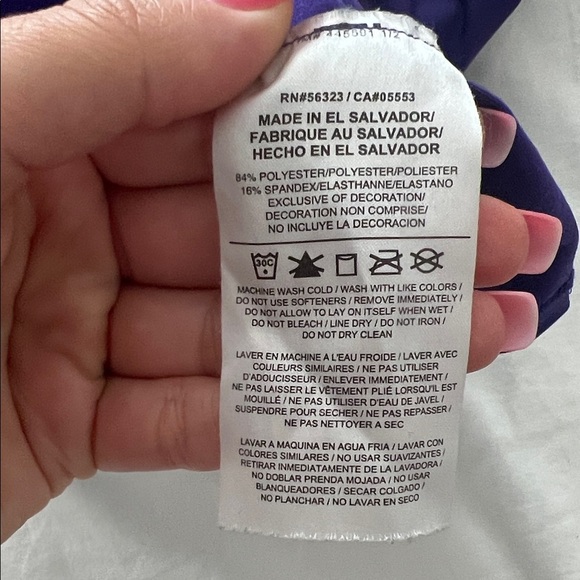 445501 1/2
RN#56323 / CA#05553
MADE IN EL SALVADOR/
FABRIQUE AU SALVADOR/
HECHO EN EL SALVADOR
84% POLYESTER/POLYESTER/POLIESTER
16% SPANDEX/ELASTHANNE/ELASTANO
EXCLUSIVE OF DECORATION/
DECORATION NON COMPRISE/
NO INCLUYE LA DECORACION
30C
MACHINE WASH COLD / WASH WITH LIKE COLORS /
DO NOT USE SOFTENERS / REMOVE IMMEDIATELY /
DO NOT ALLOW TO LAY ON ITSELF WHEN WET /
DO NOT BLEACH / LINE DRY / DO NOT IRON /
DO NOT DRY CLEAN
LAVER EN MACHINE A L'EAU FROIDE / LAVER AVEC
COULEURS SIMILAIRES / NE PAS UTILISER
D'ADOUCISSEUR / ENLEVER IMMEDIATEMENT /
NE PAS LAISSER LE VÊTEMENT PLIÉ LORSQU'IL EST
MOUILLÉ / NE PAS UTILISER D'EAU DE JAVEL /
SUSPENDRE POUR SECHER / NE PAS REPASSER /
NE PAS NETTOYER A SEC
LAVAR A MAQUINA EN AGUA FRIA / LAVAR CON
COLORES SIMILARES / NO USAR SUAVIZANTES /
RETIRAR INMEDIATAMENTE DE LA LAVADORA /
NO DOBLAR PRENDA MOJADA / NO USAR
BLANQUEADORES / SECAR COLGADO /
NO PLANCHAR / NO LAVAR EN SECO